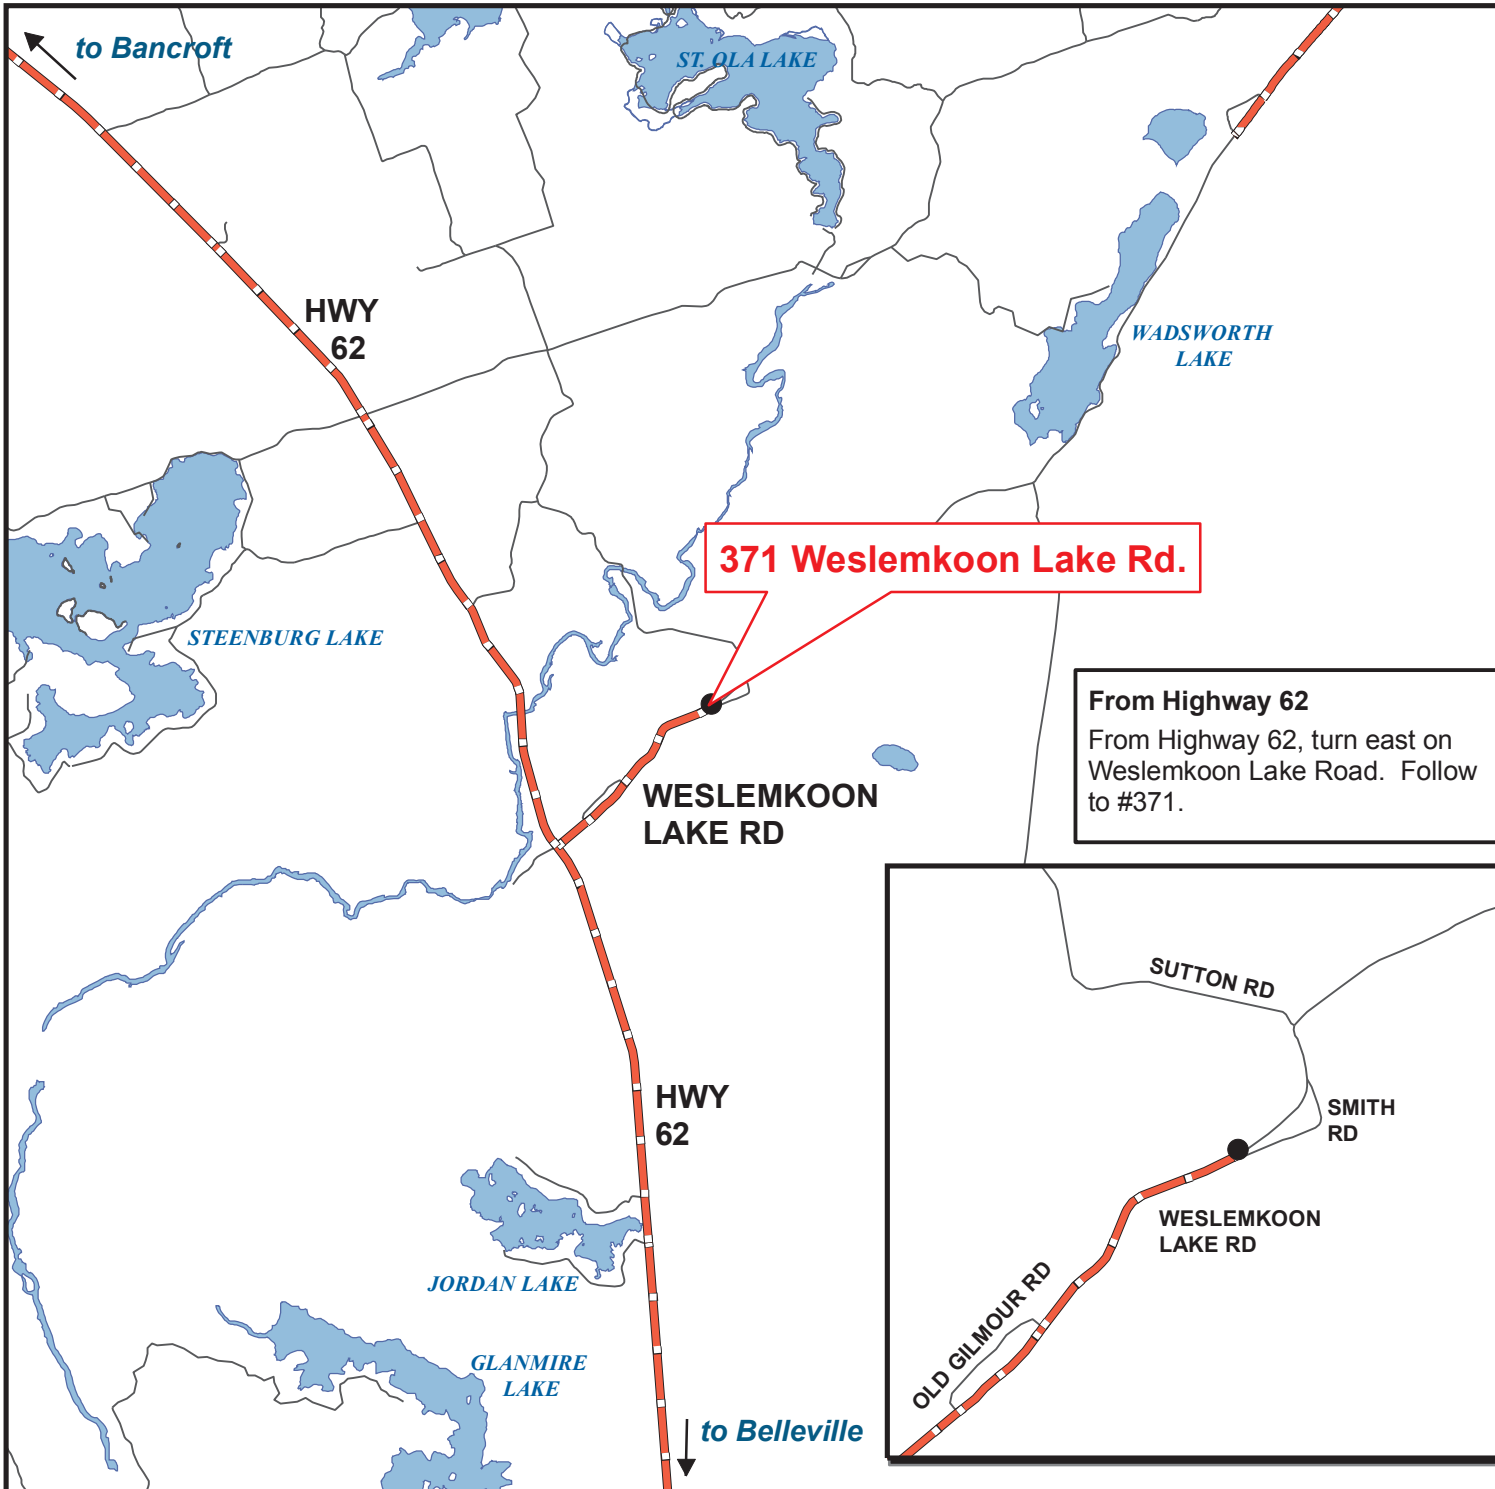 to Bancroft
ST. OLA LAKE
HWY
62
WADSWORTH
LAKE
371 Weslemkoon Lake Rd.
STEENBURG LAKE
From Highway 62
From Highway 62, turn east on
Weslemkoon Lake Road.  Follow
to #371.
WESLEMKOON
LAKE RD
SUTTON RD
HWY
62
SMITH
RD
WESLEMKOON
LAKE RD
JORDAN LAKE
OLD GILMOUR RD
GLANMIRE
LAKE
to Belleville